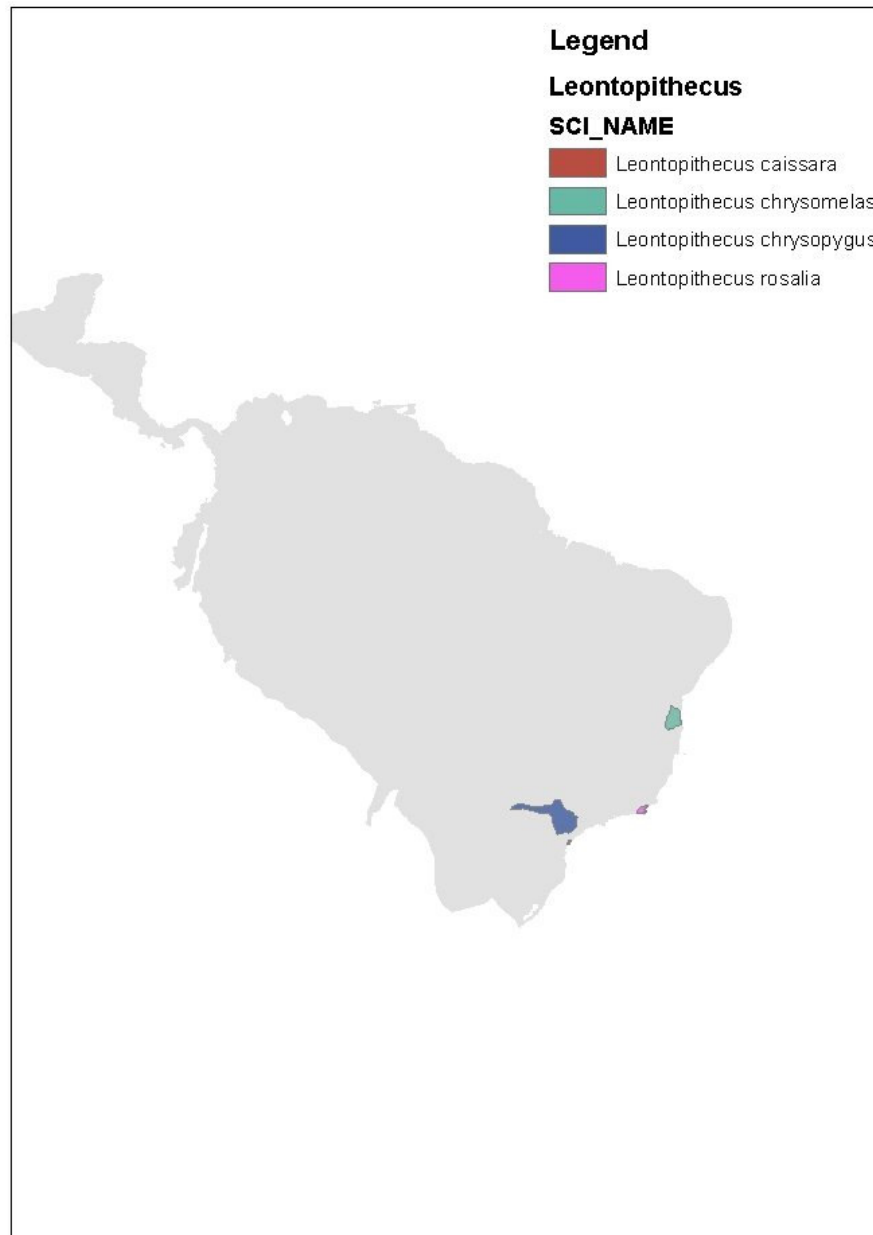 Legend
Leontopithecus
SCI_NAME
Leontopithecus caissara
Leontopithecus chrysomelas
Leontopithecus chrysopygus
Leontopithecus rosalia